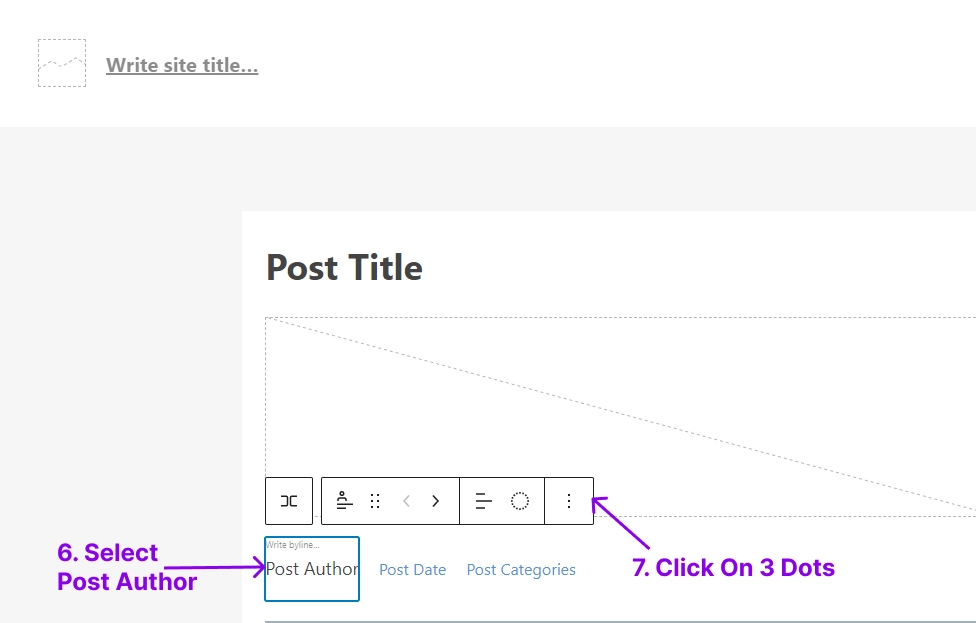 Write site title...
Post Title
Write byline...
6. Select
Post Author
Post Author
Post Date
Post Categories
7. Click On 3 Dots